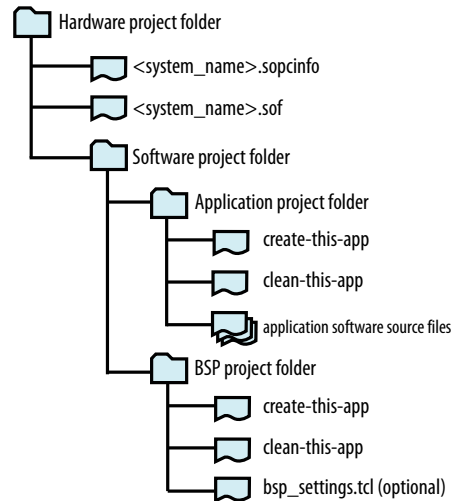 Hardware project folder
<system_name>.sopcinfo
<system_name>.sof
Software project folder
Application project folder
create-this-app
clean-this-app
application software source files
BSP project folder
create-this-app
clean-this-app
bsp_settings.tcl (optional)